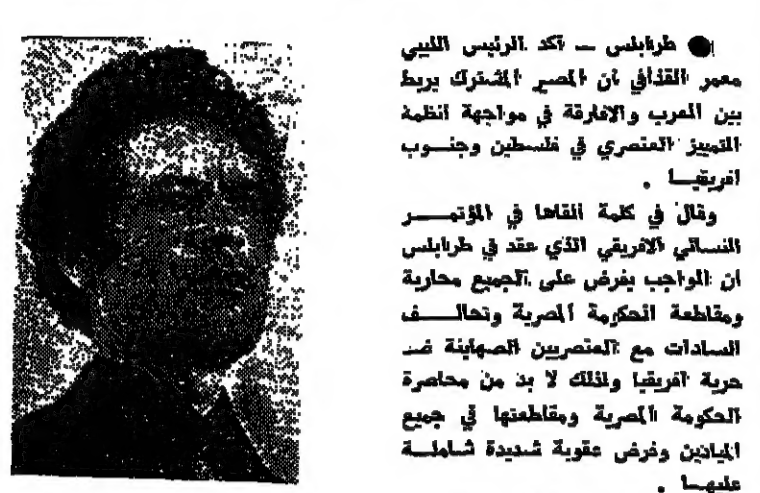 طرابلس — أكد الرئيس الليبي
معمر القذافي ان المصير المشترك يربط
بين العرب والافارقة في مواجهة انظمة
التمييز العنصري في فلسطين وجنوب
افريقيا .
وقال في كلمة القاها في المؤتمر
النسائي الافريقي الذي عقد في طرابلس
ان الواجب يفرض على الجميع محاربة
ومقاطعة الحكومة المصرية وتحالف
السادات مع العنصريين الصهاينة ضد
حرية افريقيا ولذلك لا بد من محاصرة
الحكومة المصرية ومقاطعتها في جميع
الميادين وفرض عقوبة شديدة شاملة
عليها .